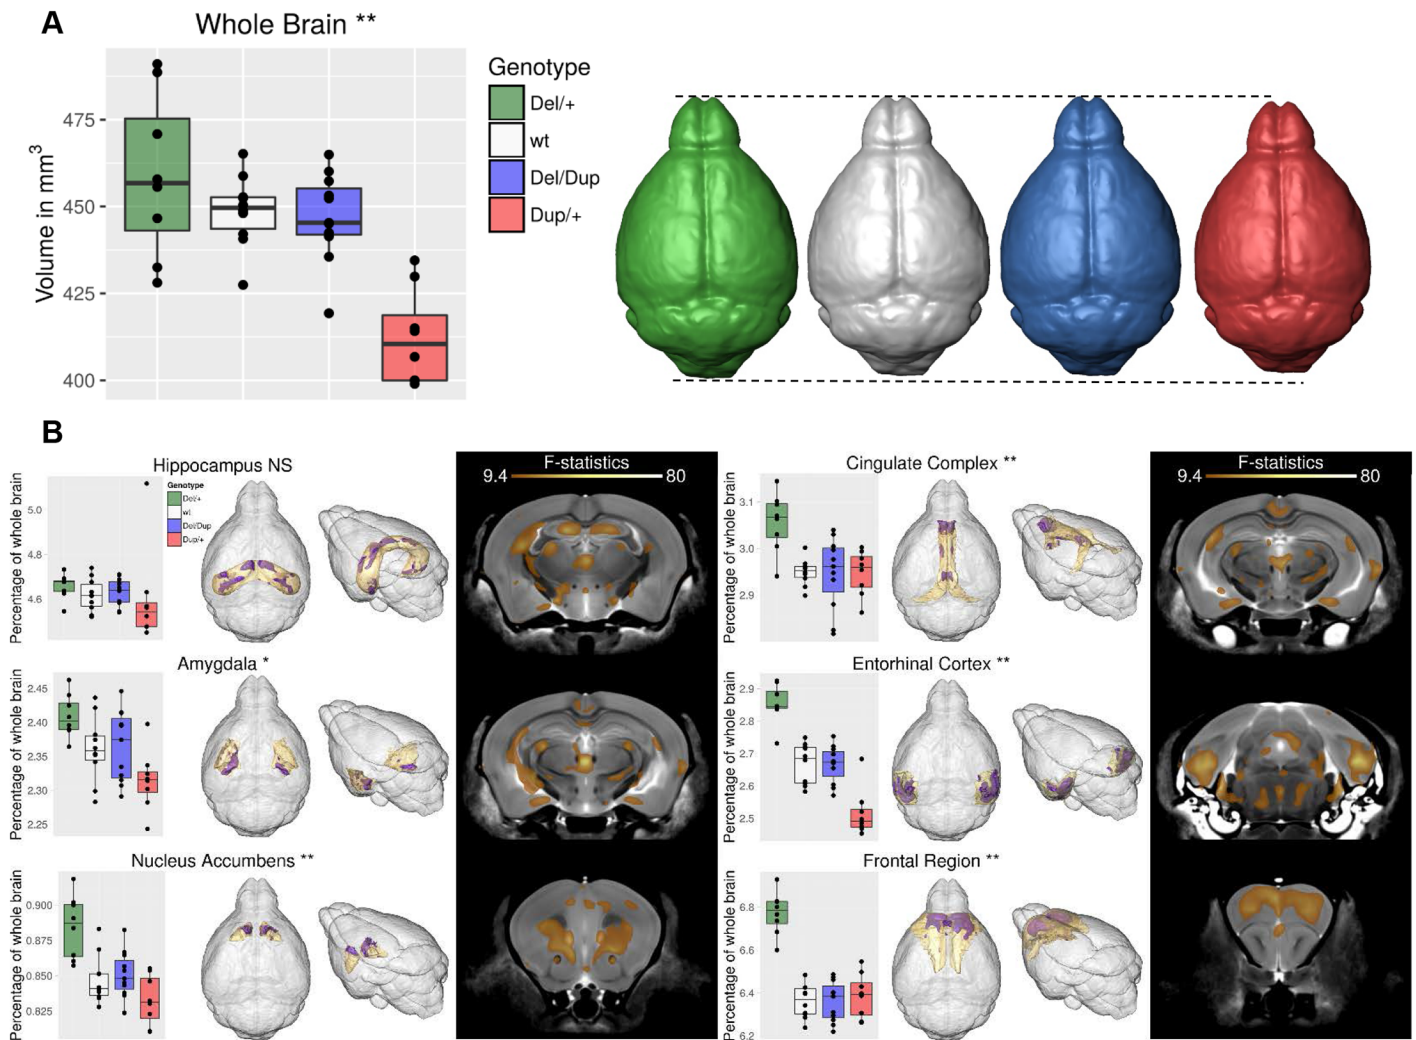 A
Whole Brain **
Volume in mm3
475
450
425
400
Genotype
Del/+
wt
Del/Dup
Dup/+
B
Hippocampus NS
Percentage of whole brain
5.0
4.8
4.6
Genotype
Del/+
wt
Del/Dup
Dup/+
F-statistics
9.4 80
Cingulate Complex **
Percentage of whole brain
3.1
3.0
2.9
F-statistics
9.4 80
Amygdala *
Percentage of whole brain
2.45
2.40
2.35
2.30
2.25
Entorhinal Cortex **
Percentage of whole brain
2.9
2.8
2.7
2.6
2.5
Nucleus Accumbens **
Percentage of whole brain
0.900
0.875
0.850
0.825
Frontal Region **
Percentage of whole brain
6.8
6.6
6.4
6.2